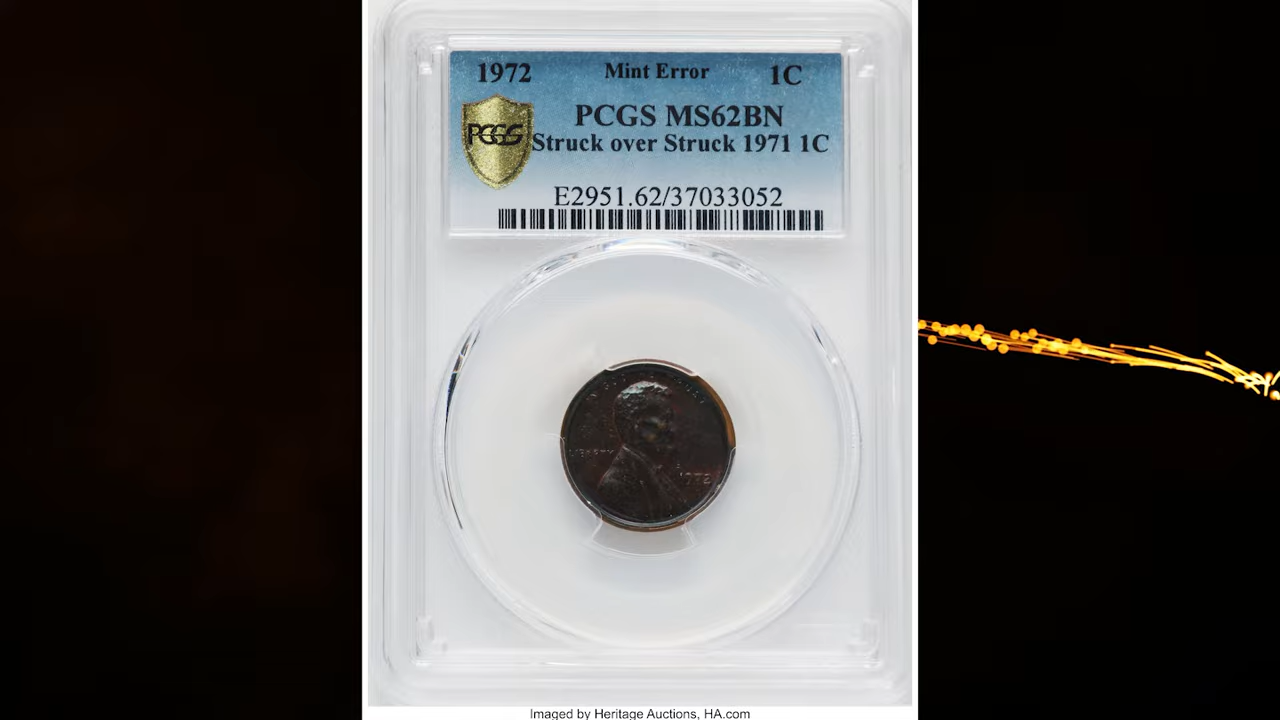 1972 Mint Error 1C
PCGS MS62BN
PCGS
Struck over Struck 1971 1C
E2951.62/37033052
LIBERTY
1972
Imaged by Heritage Auctions, HA.com